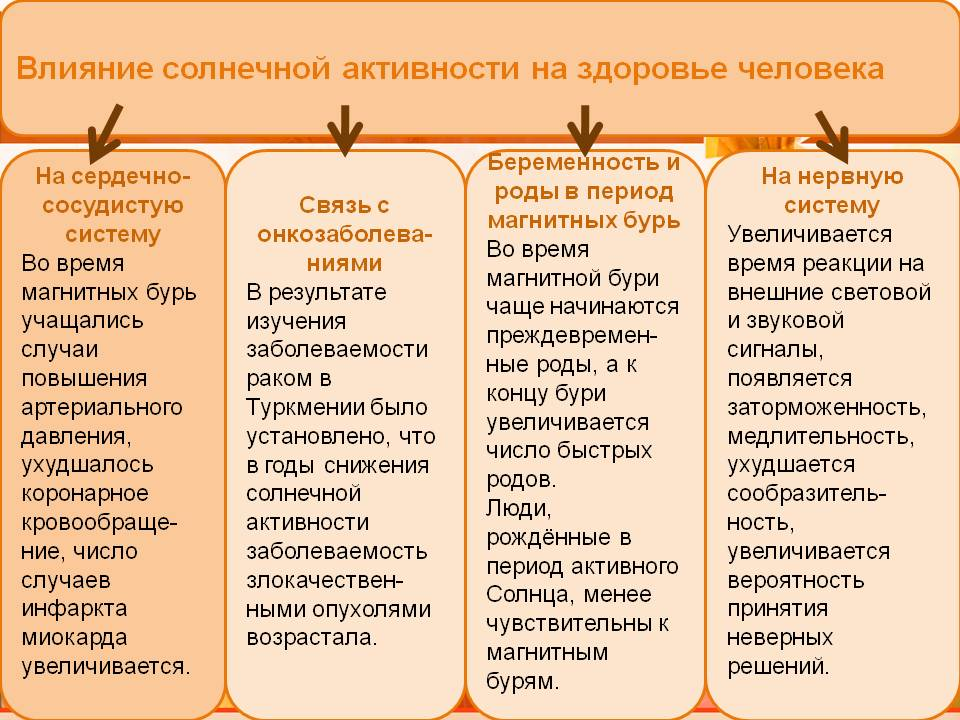 Влияние солнечной активности на здоровье человека
На сердечно-
сосудистую
систему
Во время
магнитных бурь
учащались
случаи
повышения
артериального
давления,
ухудшалось
коронарное
кровообраще-
ние, число
случаев
инфаркта
миокарда
увеличивается.
Связь с
онкозаболева-
ниями
В результате
изучения
заболеваемости
раком в
Туркмении было
установлено, что
в годы снижения
солнечной
активности
заболеваемость
злокачествен-
ными опухолями
возрастала.
Беременность и
роды в период
магнитных бурь
Во время
магнитной бури
чаще начинаются
преждевремен-
ные роды, а к
концу бури
увеличивается
число быстрых
родов.
Люди,
рождённые в
период активного
Солнца, менее
чувствительны к
магнитным
бурям.
На нервную
систему
Увеличивается
время реакции на
внешние световой
и звуковой
сигналы,
появляется
заторможенность,
медлительность,
ухудшается
сообразитель-
ность,
увеличивается
вероятность
принятия
неверных
решений.